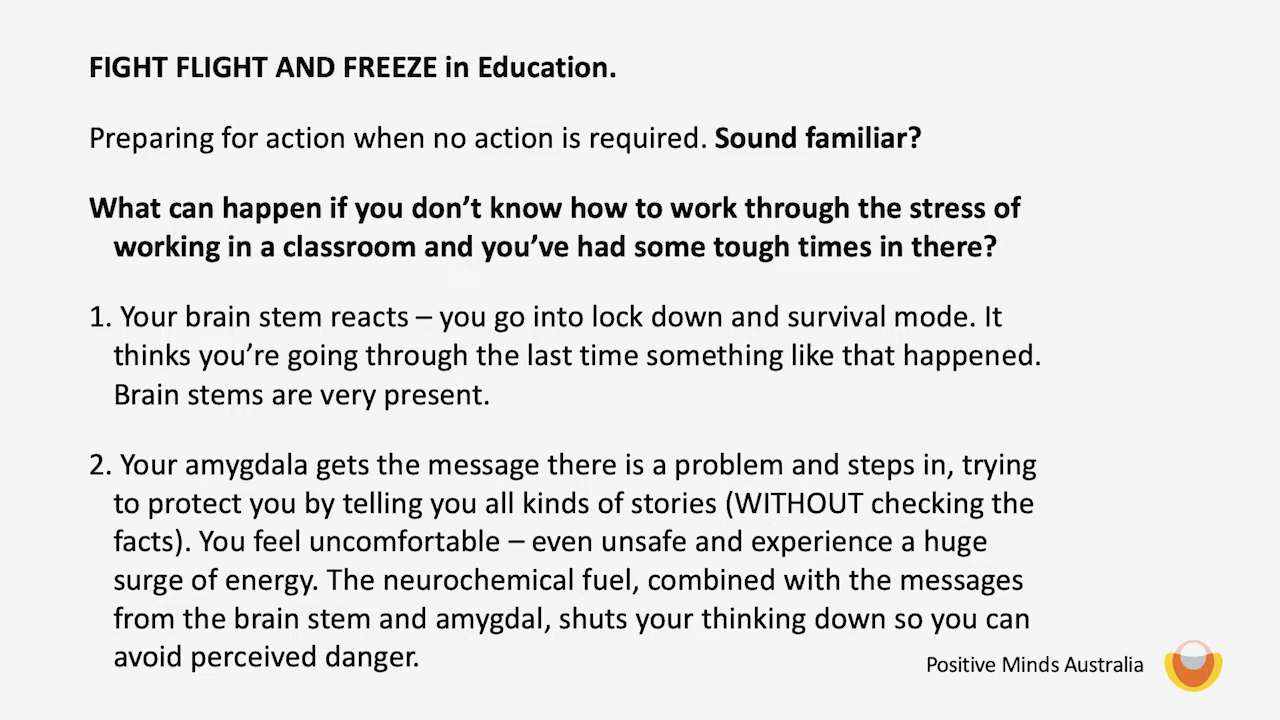 FIGHT FLIGHT AND FREEZE in Education.
Preparing for action when no action is required. Sound familiar?
What can happen if you don’t know how to work through the stress of
working in a classroom and you’ve had some tough times in there?
1. Your brain stem reacts – you go into lock down and survival mode. It
thinks you’re going through the last time something like that happened.
Brain stems are very present.
2. Your amygdala gets the message there is a problem and steps in, trying
to protect you by telling you all kinds of stories (WITHOUT checking the
facts). You feel uncomfortable – even unsafe and experience a huge
surge of energy. The neurochemical fuel, combined with the messages
from the brain stem and amygdal, shuts your thinking down so you can
avoid perceived danger.
Positive Minds Australia